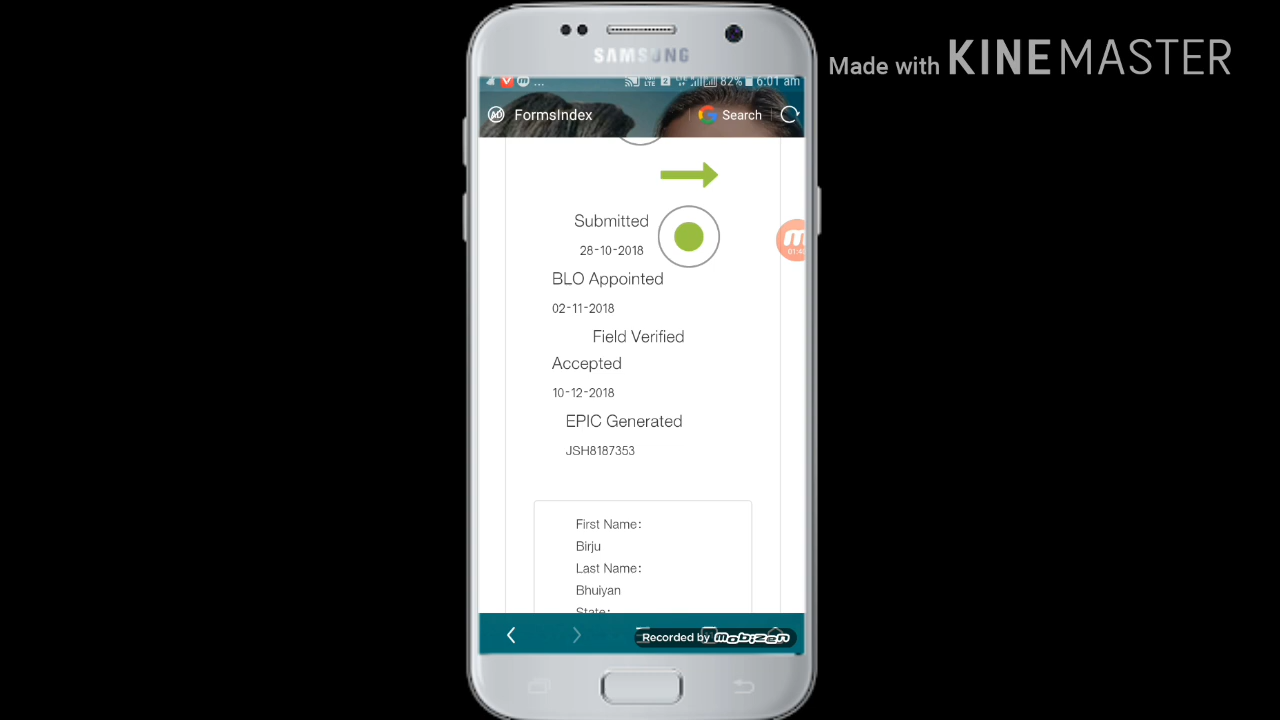 Made with KINEMASTER
SAMSUNG
82% 6:01 am
FormsIndex
Search
Submitted
28-10-2018
BLO Appointed
02-11-2018
Field Verified
Accepted
10-12-2018
EPIC Generated
JSH8187353
First Name:
Birju
Last Name:
Bhuiyan
State:
Recorded by mobizen